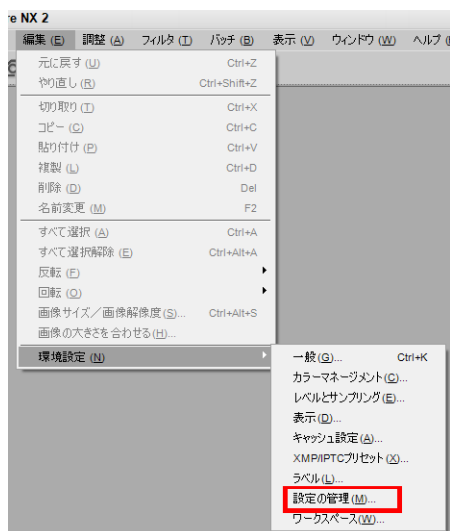 re NX 2
編集 (E) 調整 (A) フィルタ (T) バッチ (B) 表示 (V) ウィンドウ (W) ヘルプ (
元に戻す (U) Ctrl+Z
やり直し (R) Ctrl+Shift+Z
切り取り (T) Ctrl+X
コピー (C) Ctrl+C
貼り付け (P) Ctrl+V
複製 (L) Ctrl+D
削除 (D) Del
名前変更 (M) F2
すべて選択 (A) Ctrl+A
すべて選択解除 (E) Ctrl+Alt+A
反転 (F)
回転 (O)
画像サイズ／画像解像度(S)... Ctrl+Alt+S
画像の大きさを合わせる(H)...
環境設定 (N)
一般(G)... Ctrl+K
カラーマネージメント(C)...
レベルとサンプリング(E)...
表示(D)...
キャッシュ設定(A)...
XMP/IPTCプリセット(X)...
ラベル(L)...
設定の管理(M)...
ワークスペース(W)...